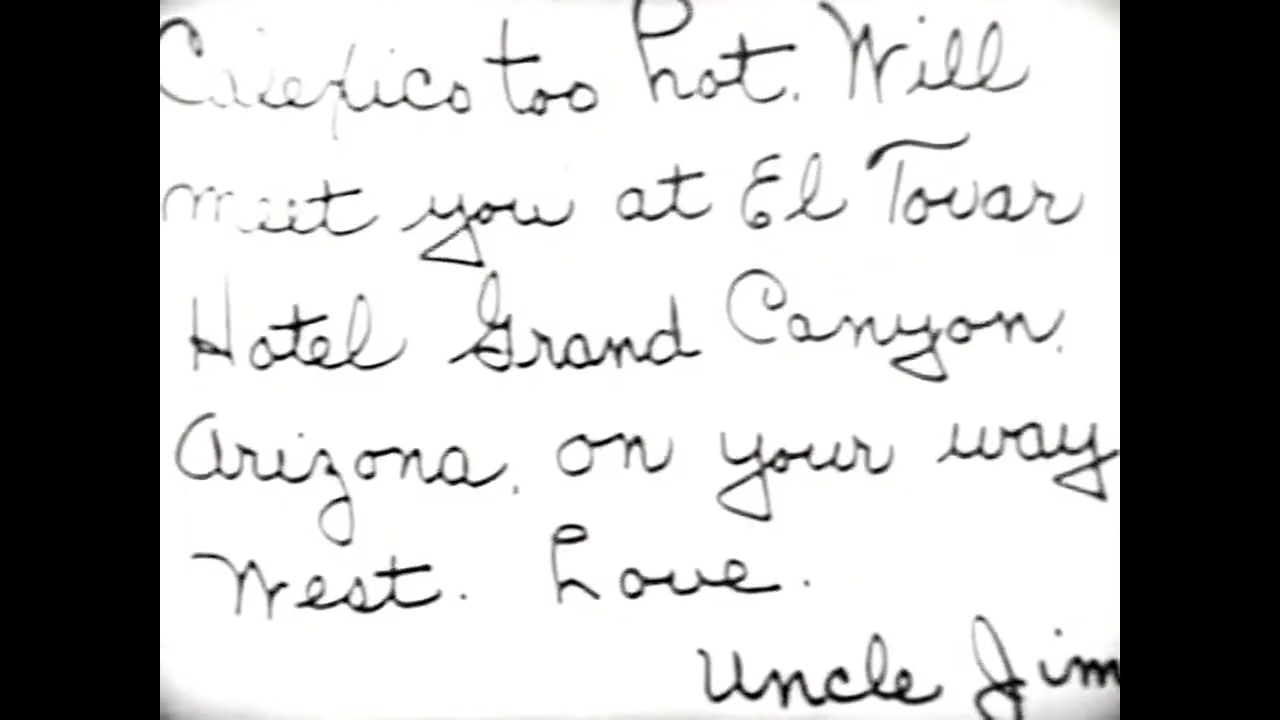 Calexico too hot. Will
meet you at El Tovar
Hotel Grand Canyon.
Arizona, on your way
West. Love.
Uncle Jim